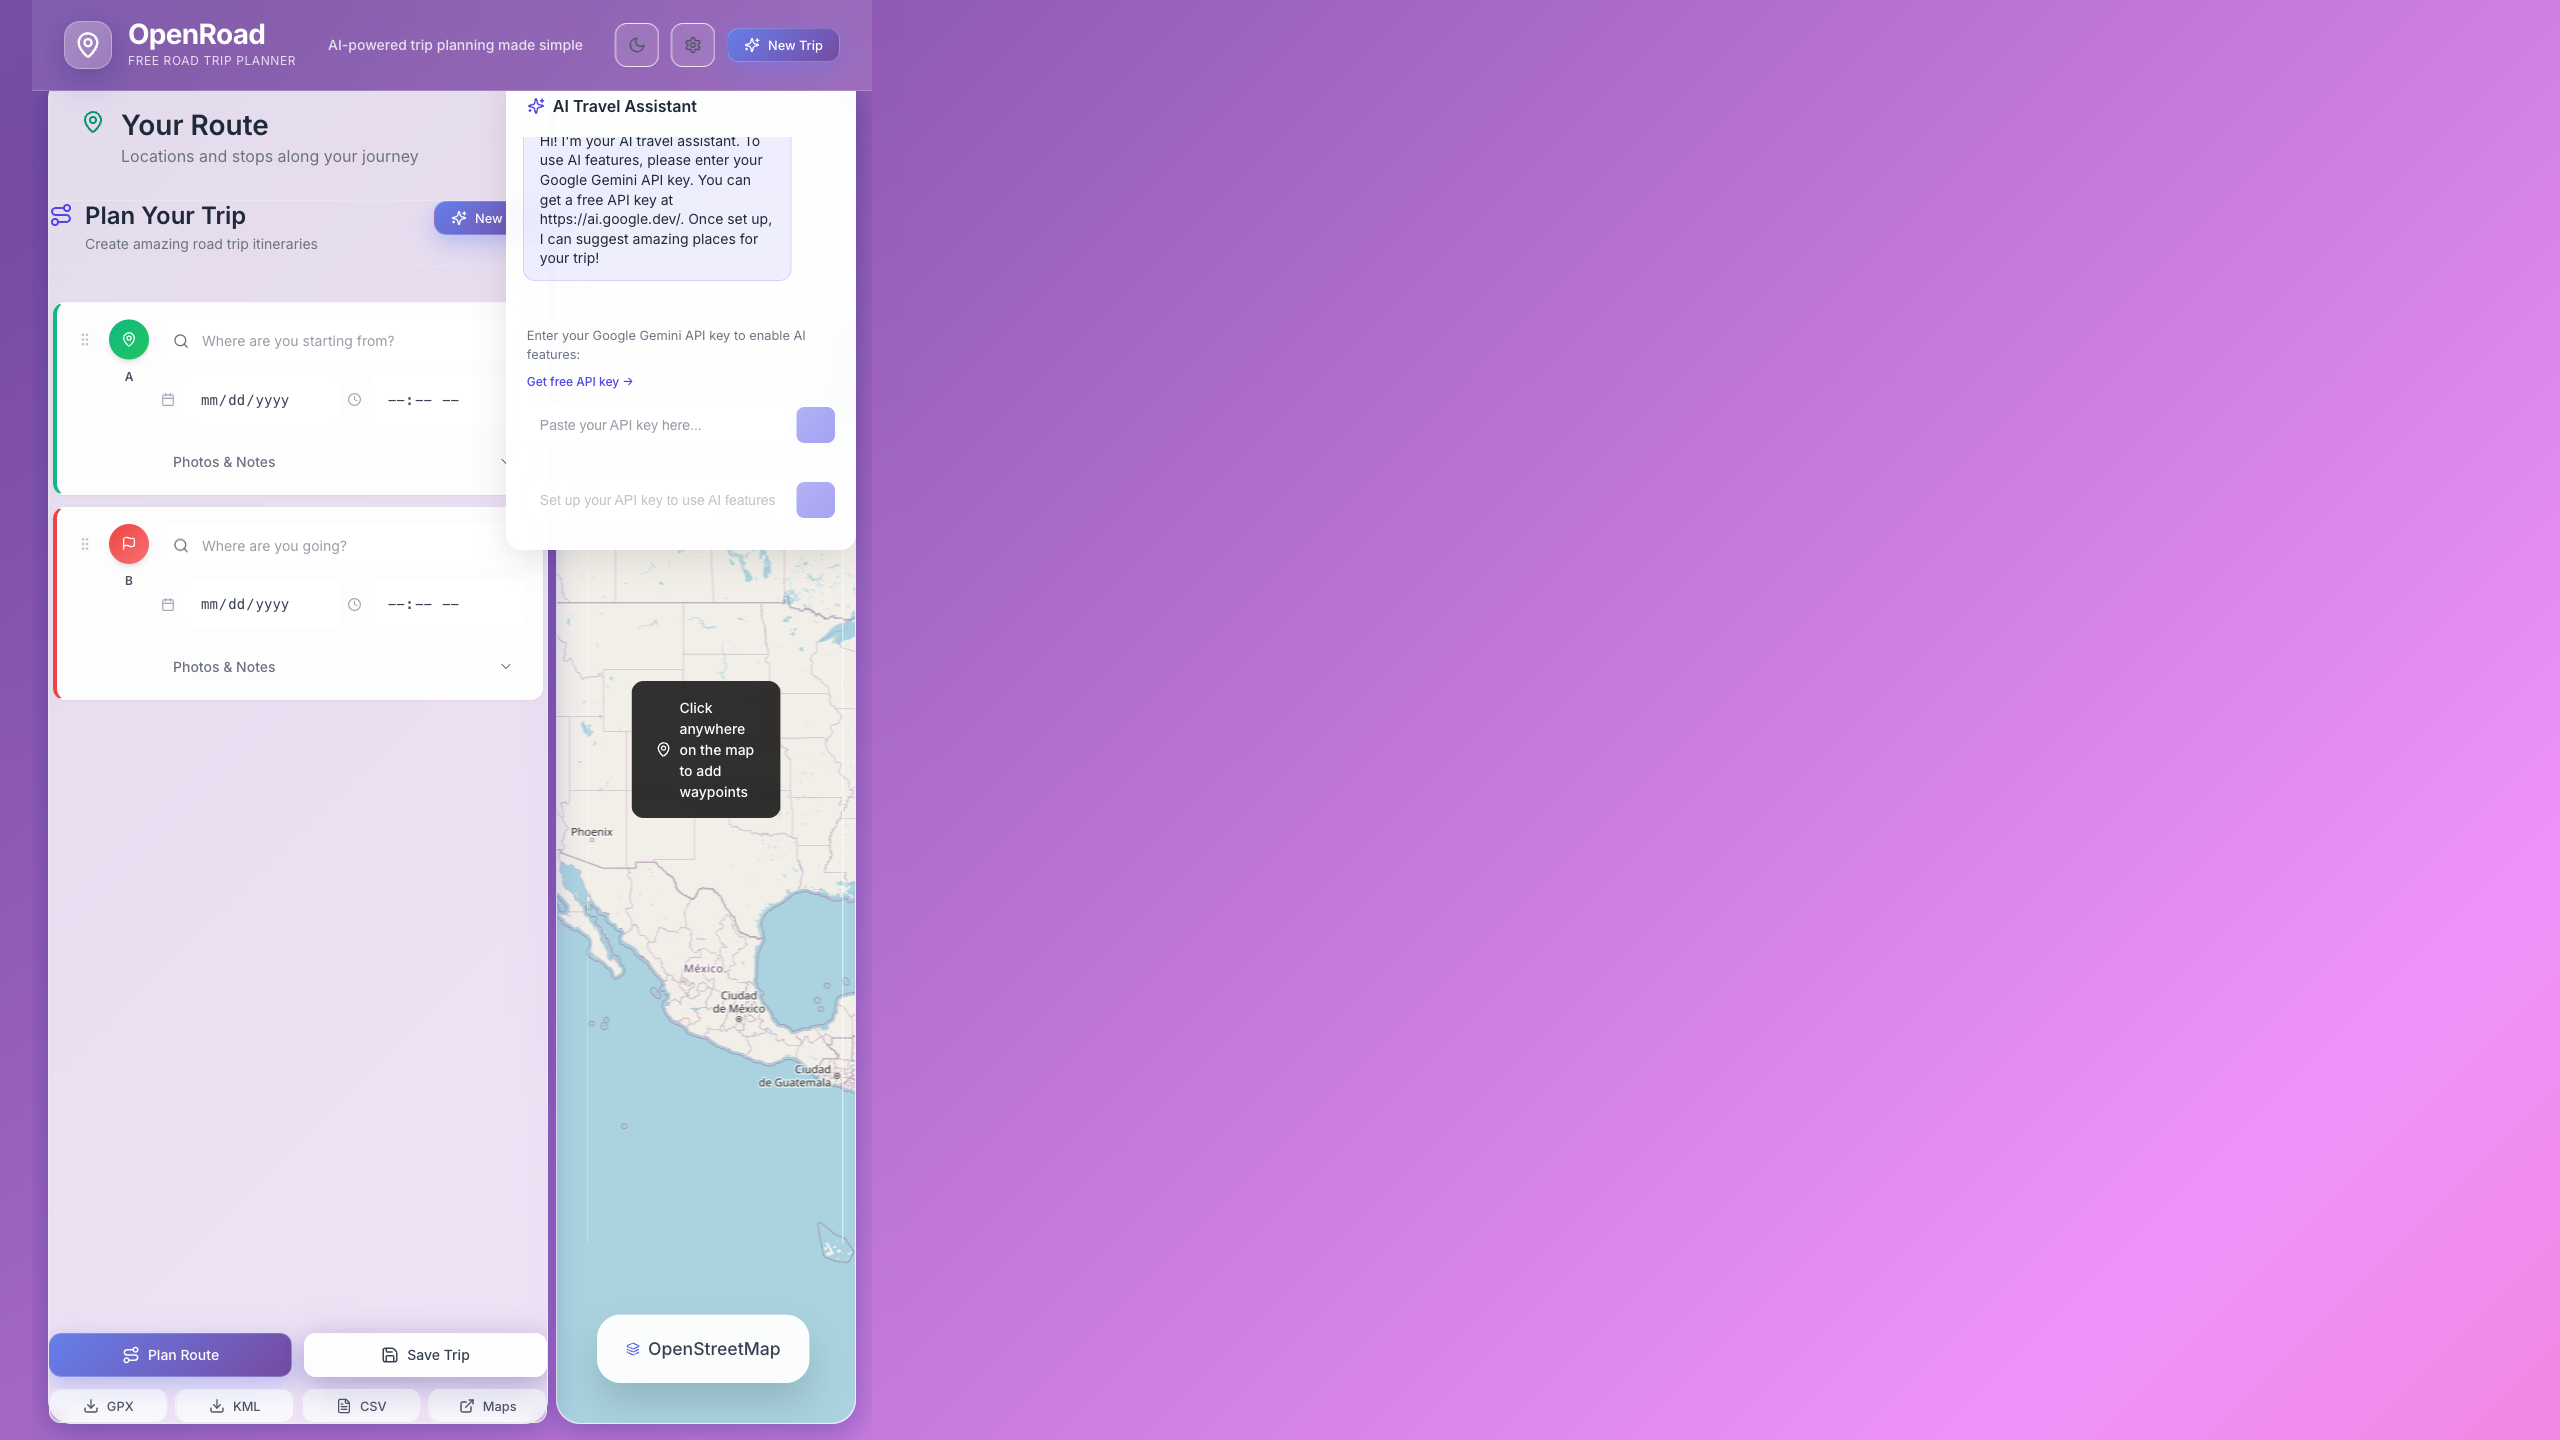 OpenRoad
FREE ROAD TRIP PLANNER
AI-powered trip planning made simple
New Trip
Your Route
Locations and stops along your journey
Plan Your Trip
Create amazing road trip itineraries
New
Where are you starting from?
A
mm/dd/yyyy
--:-- --
Photos & Notes
Where are you going?
B
mm/dd/yyyy
--:-- --
Photos & Notes
Plan Route
Save Trip
GPX
KML
CSV
Maps
AI Travel Assistant
Hi! I'm your AI travel assistant. To
use AI features, please enter your
Google Gemini API key. You can
get a free API key at
https://ai.google.dev/. Once set up,
I can suggest amazing places for
your trip!
Enter your Google Gemini API key to enable AI
features:
Get free API key →
Paste your API key here...
Set up your API key to use AI features
Click
anywhere
on the map
to add
waypoints
Phoenix
México
Ciudad
de México
Ciudad
de Guatemala
OpenStreetMap